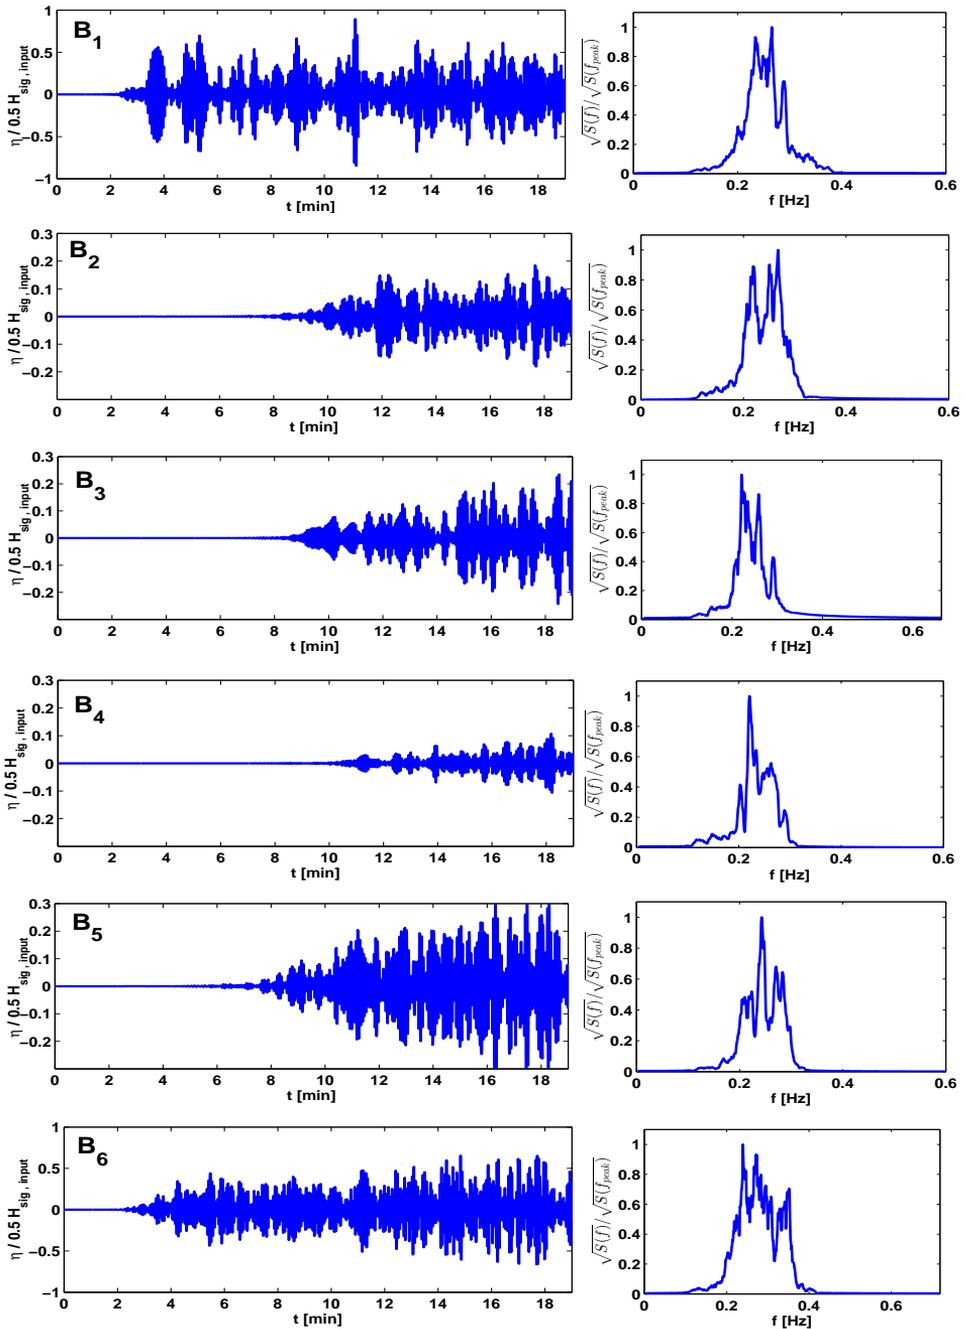 B1
η / 0.5 Hsig, input
1
0.5
0
−0.5
−1
0 2 4 6 8 10 12 14 16 18
t [min]
√S(f)/√S(fpeak)
1
0.8
0.6
0.4
0.2
0
0 0.2 0.4 0.6
f [Hz]
B2
η / 0.5 Hsig, input
0.3
0.2
0.1
0
−0.1
−0.2
0 2 4 6 8 10 12 14 16 18
t [min]
√S(f)/√S(fpeak)
1
0.8
0.6
0.4
0.2
0
0 0.2 0.4 0.6
f [Hz]
B3
η / 0.5 Hsig, input
0.3
0.2
0.1
0
−0.1
−0.2
0 2 4 6 8 10 12 14 16 18
t [min]
√S(f)/√S(fpeak)
1
0.8
0.6
0.4
0.2
0
0 0.2 0.4 0.6
f [Hz]
B4
η / 0.5 Hsig, input
0.3
0.2
0.1
0
−0.1
−0.2
0 2 4 6 8 10 12 14 16 18
t [min]
√S(f)/√S(fpeak)
1
0.8
0.6
0.4
0.2
0
0 0.2 0.4 0.6
f [Hz]
B5
η / 0.5 Hsig, input
0.3
0.2
0.1
0
−0.1
−0.2
0 2 4 6 8 10 12 14 16 18
t [min]
√S(f)/√S(fpeak)
1
0.8
0.6
0.4
0.2
0
0 0.2 0.4 0.6
f [Hz]
B6
η / 0.5 Hsig, input
1
0.5
0
−0.5
−1
0 2 4 6 8 10 12 14 16 18
t [min]
√S(f)/√S(fpeak)
1
0.8
0.6
0.4
0.2
0
0 0.2 0.4 0.6
f [Hz]